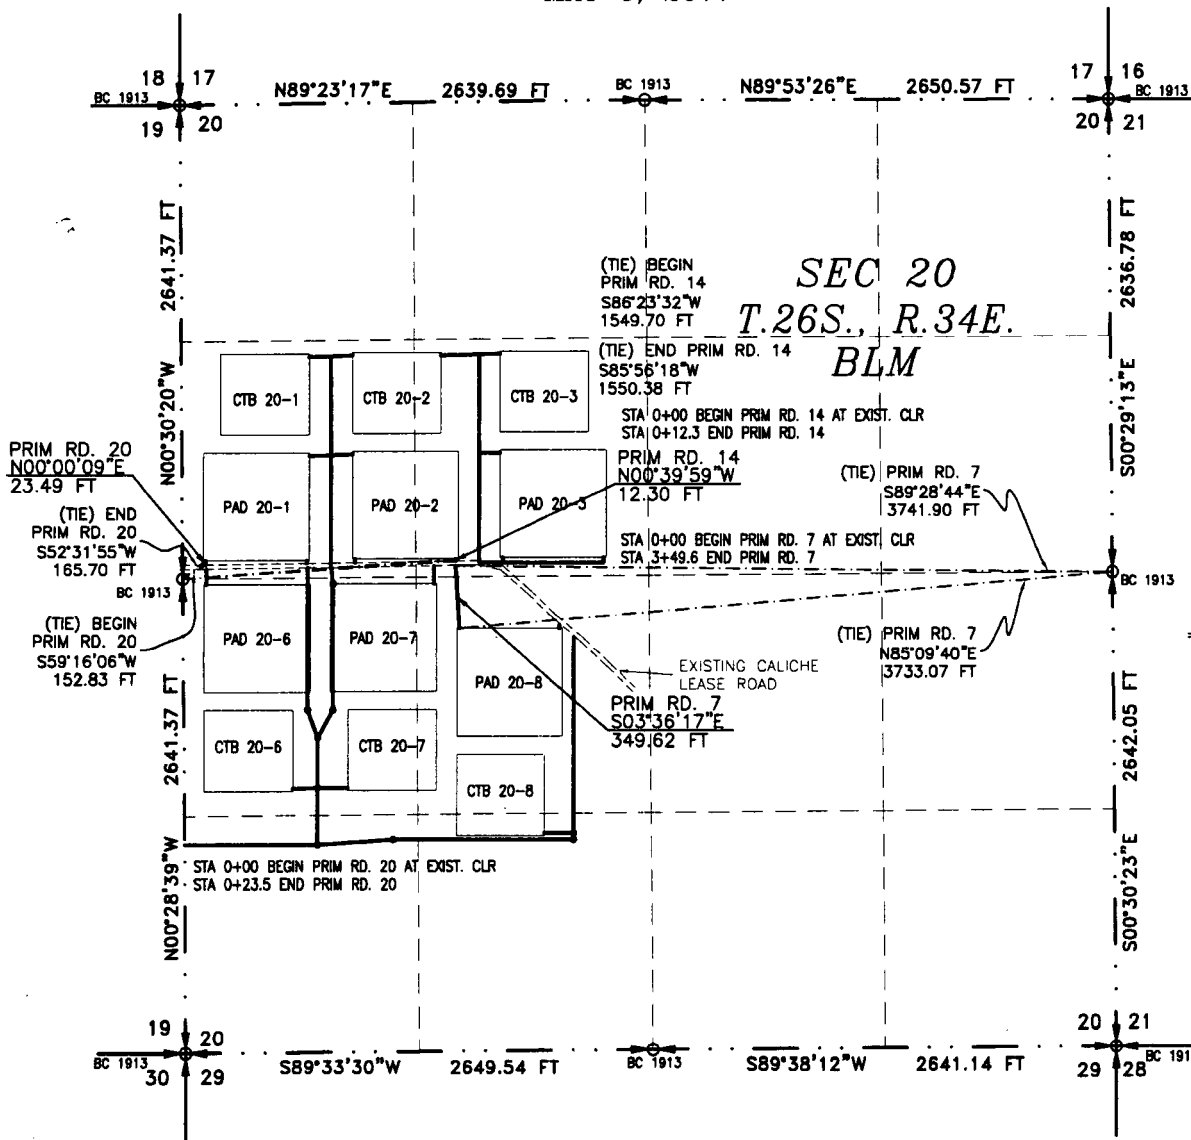 18 17
BC 1913
19 20
N89°23'17"E 2639.69 FT
BC 1913
N89°53'26"E 2650.57 FT
17 16
BC 1913
20 21
2641.37 FT
N00°30'20"W
2636.78 FT
S00°29'13"E
SEC 20
T.26S., R.34E.
BLM
(TIE) BEGIN
PRIM RD. 14
S86°23'32"W
1549.70 FT
(TIE) END PRIM RD. 14
S85°56'18"W
1550.38 FT
STA 0+00 BEGIN PRIM RD. 14 AT EXIST. CLR
STA 0+12.3 END PRIM RD. 14
CTB 20-1
CTB 20-2
CTB 20-3
PRIM RD. 20
N00°00'09"E
23.49 FT
PRIM RD. 14
N00°39'59"W
12.30 FT
(TIE) PRIM RD. 7
S89°28'44"E
3741.90 FT
PAD 20-1
PAD 20-2
PAD 20-3
(TIE) END
PRIM RD. 20
S52°31'55"W
165.70 FT
STA 0+00 BEGIN PRIM RD. 7 AT EXIST. CLR
STA 3+49.6 END PRIM RD. 7
BC 1913
BC 1913
(TIE) BEGIN
PRIM RD. 20
S59°16'06"W
152.83 FT
PAD 20-6
PAD 20-7
PAD 20-8
(TIE) PRIM RD. 7
N85°09'40"E
3733.07 FT
EXISTING CALICHE
LEASE ROAD
PRIM RD. 7
S03°36'17"E
349.62 FT
CTB 20-6
CTB 20-7
CTB 20-8
2641.37 FT
N00°28'39"W
2642.05 FT
S00°30'23"E
STA 0+00 BEGIN PRIM RD. 20 AT EXIST. CLR
STA 0+23.5 END PRIM RD. 20
19 20
BC 1913
30 29
S89°33'30"W 2649.54 FT
BC 1913
S89°38'12"W 2641.14 FT
20 21
BC 191
29 28